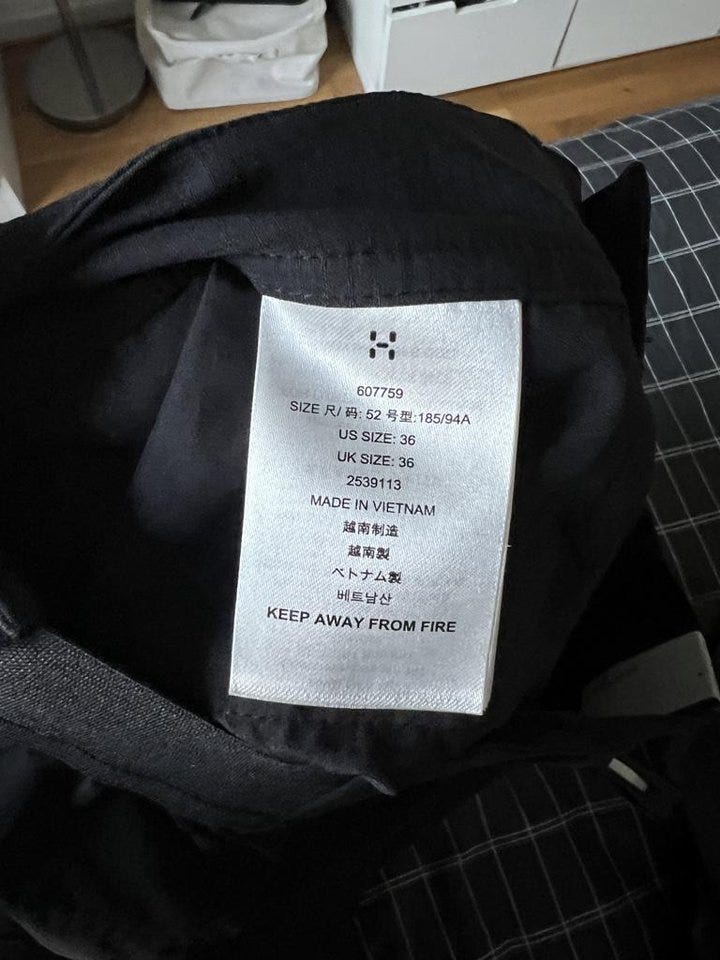 607759
SIZE 尺/ 码: 52 号型:185/94A
US SIZE: 36
UK SIZE: 36
2539113
MADE IN VIETNAM
越南制造
越南製
ベトナム製
베트남산
KEEP AWAY FROM FIRE